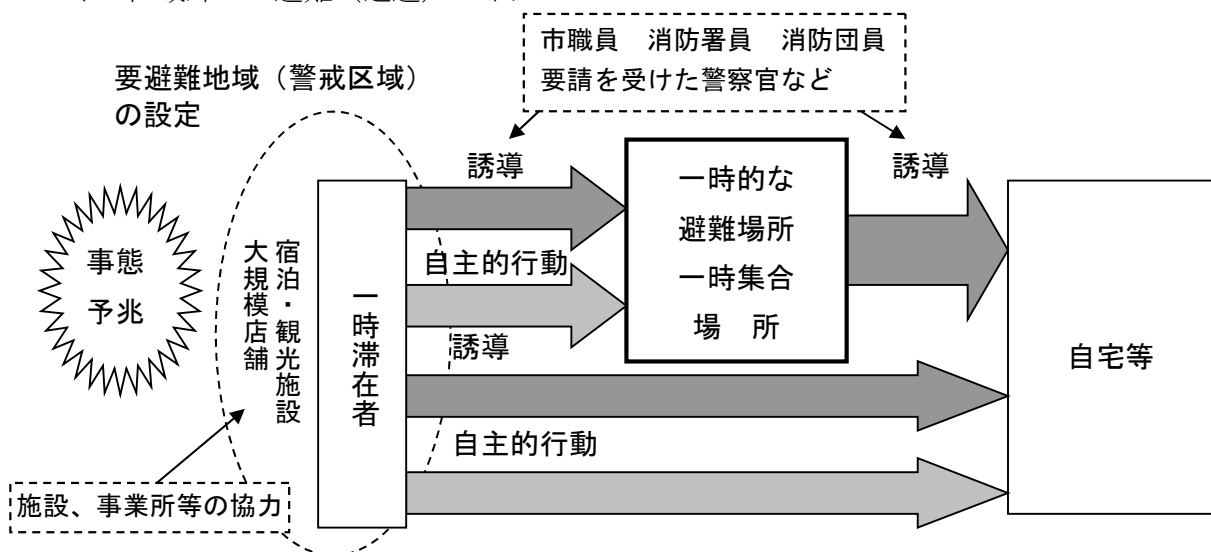 市職員　消防署員　消防団員
要請を受けた警察官など
要避難地域（警戒区域）
の設定
誘導
誘導
一時的な
避難場所
一時集合
場　所
事態
予兆
宿泊・観光施設
大規模店舗
一時滞在者
自主的行動
誘導
自主的行動
自宅等
施設、事業所等の協力